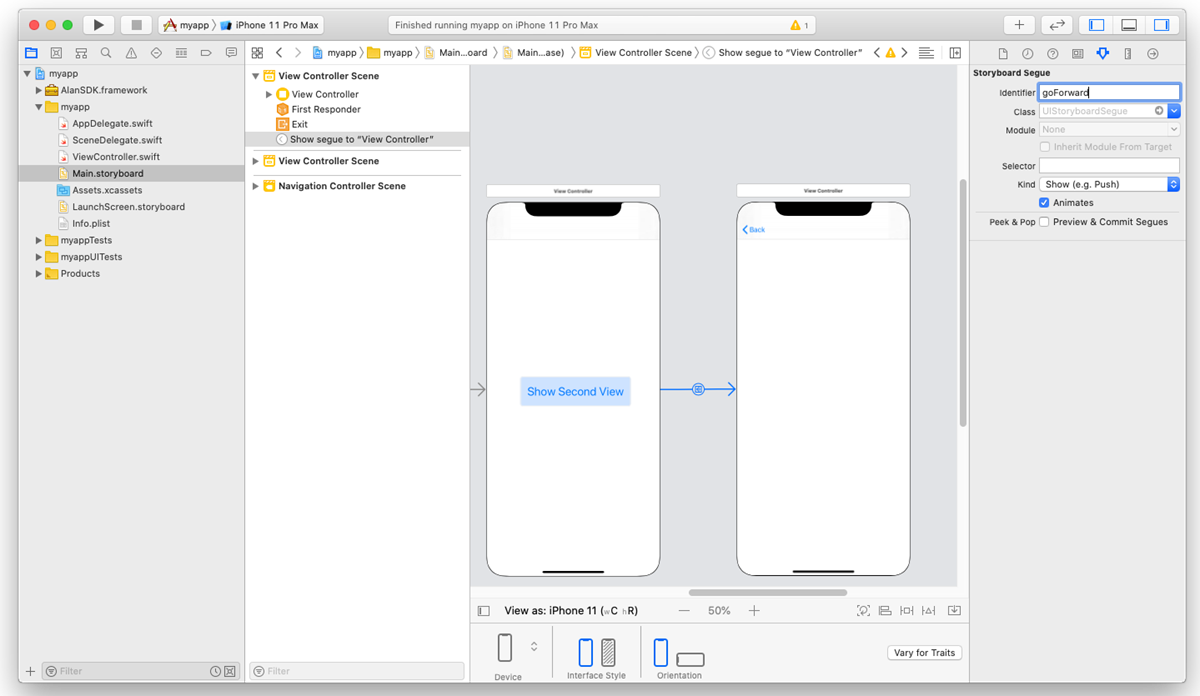 myapp
iPhone 11 Pro Max
Finished running myapp on iPhone 11 Pro Max
1
myapp
myapp
Main...oard
Main...ase)
View Controller Scene
Show segue to “View Controller”
myapp
AlanSDK.framework
myapp
AppDelegate.swift
SceneDelegate.swift
ViewController.swift
Main.storyboard
Assets.xcassets
LaunchScreen.storyboard
Info.plist
myappTests
myappUITests
Products
Filter
View Controller Scene
View Controller
First Responder
Exit
Show segue to “View Controller”
View Controller Scene
Navigation Controller Scene
Filter
View Controller
Show Second View
View Controller
Back
View as: iPhone 11 (wC hR)
50%
Device
Interface Style
Orientation
Vary for Traits
Storyboard Segue
Identifier goForward
Class UIStoryboardSegue
Module None
Inherit Module From Target
Selector
Kind Show (e.g. Push)
Animates
Peek & Pop Preview & Commit Segues